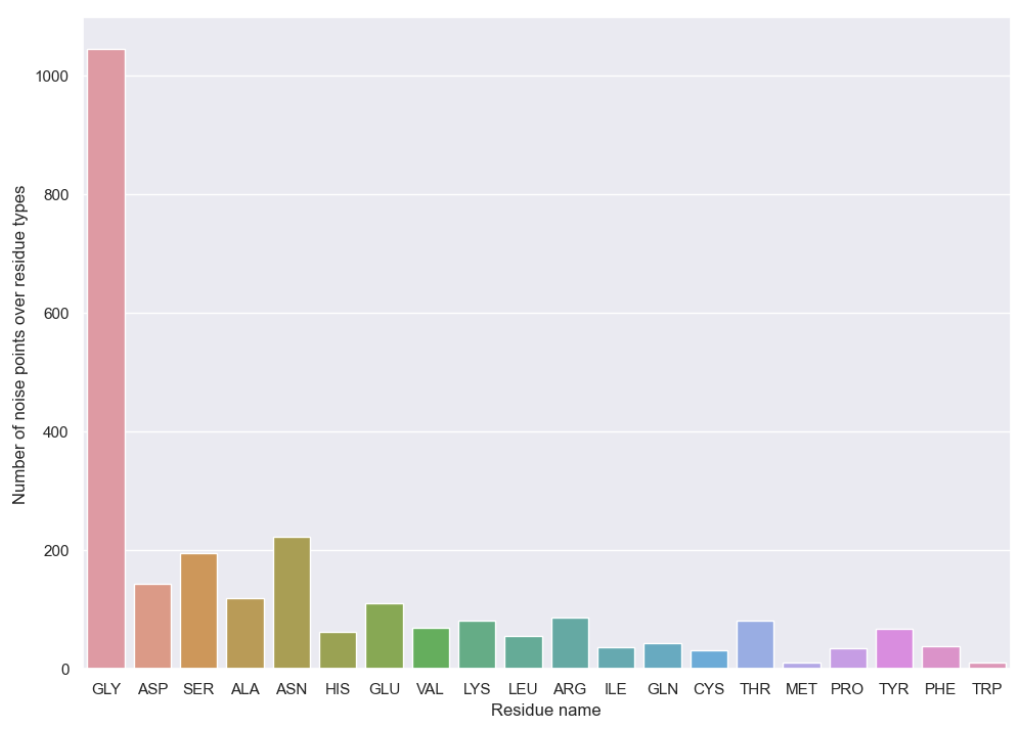 Number of noise points over residue types
1000
800
600
400
200
0
GLY ASP SER ALA ASN HIS GLU VAL LYS LEU ARG ILE GLN CYS THR MET PRO TYR PHE TRP
Residue name